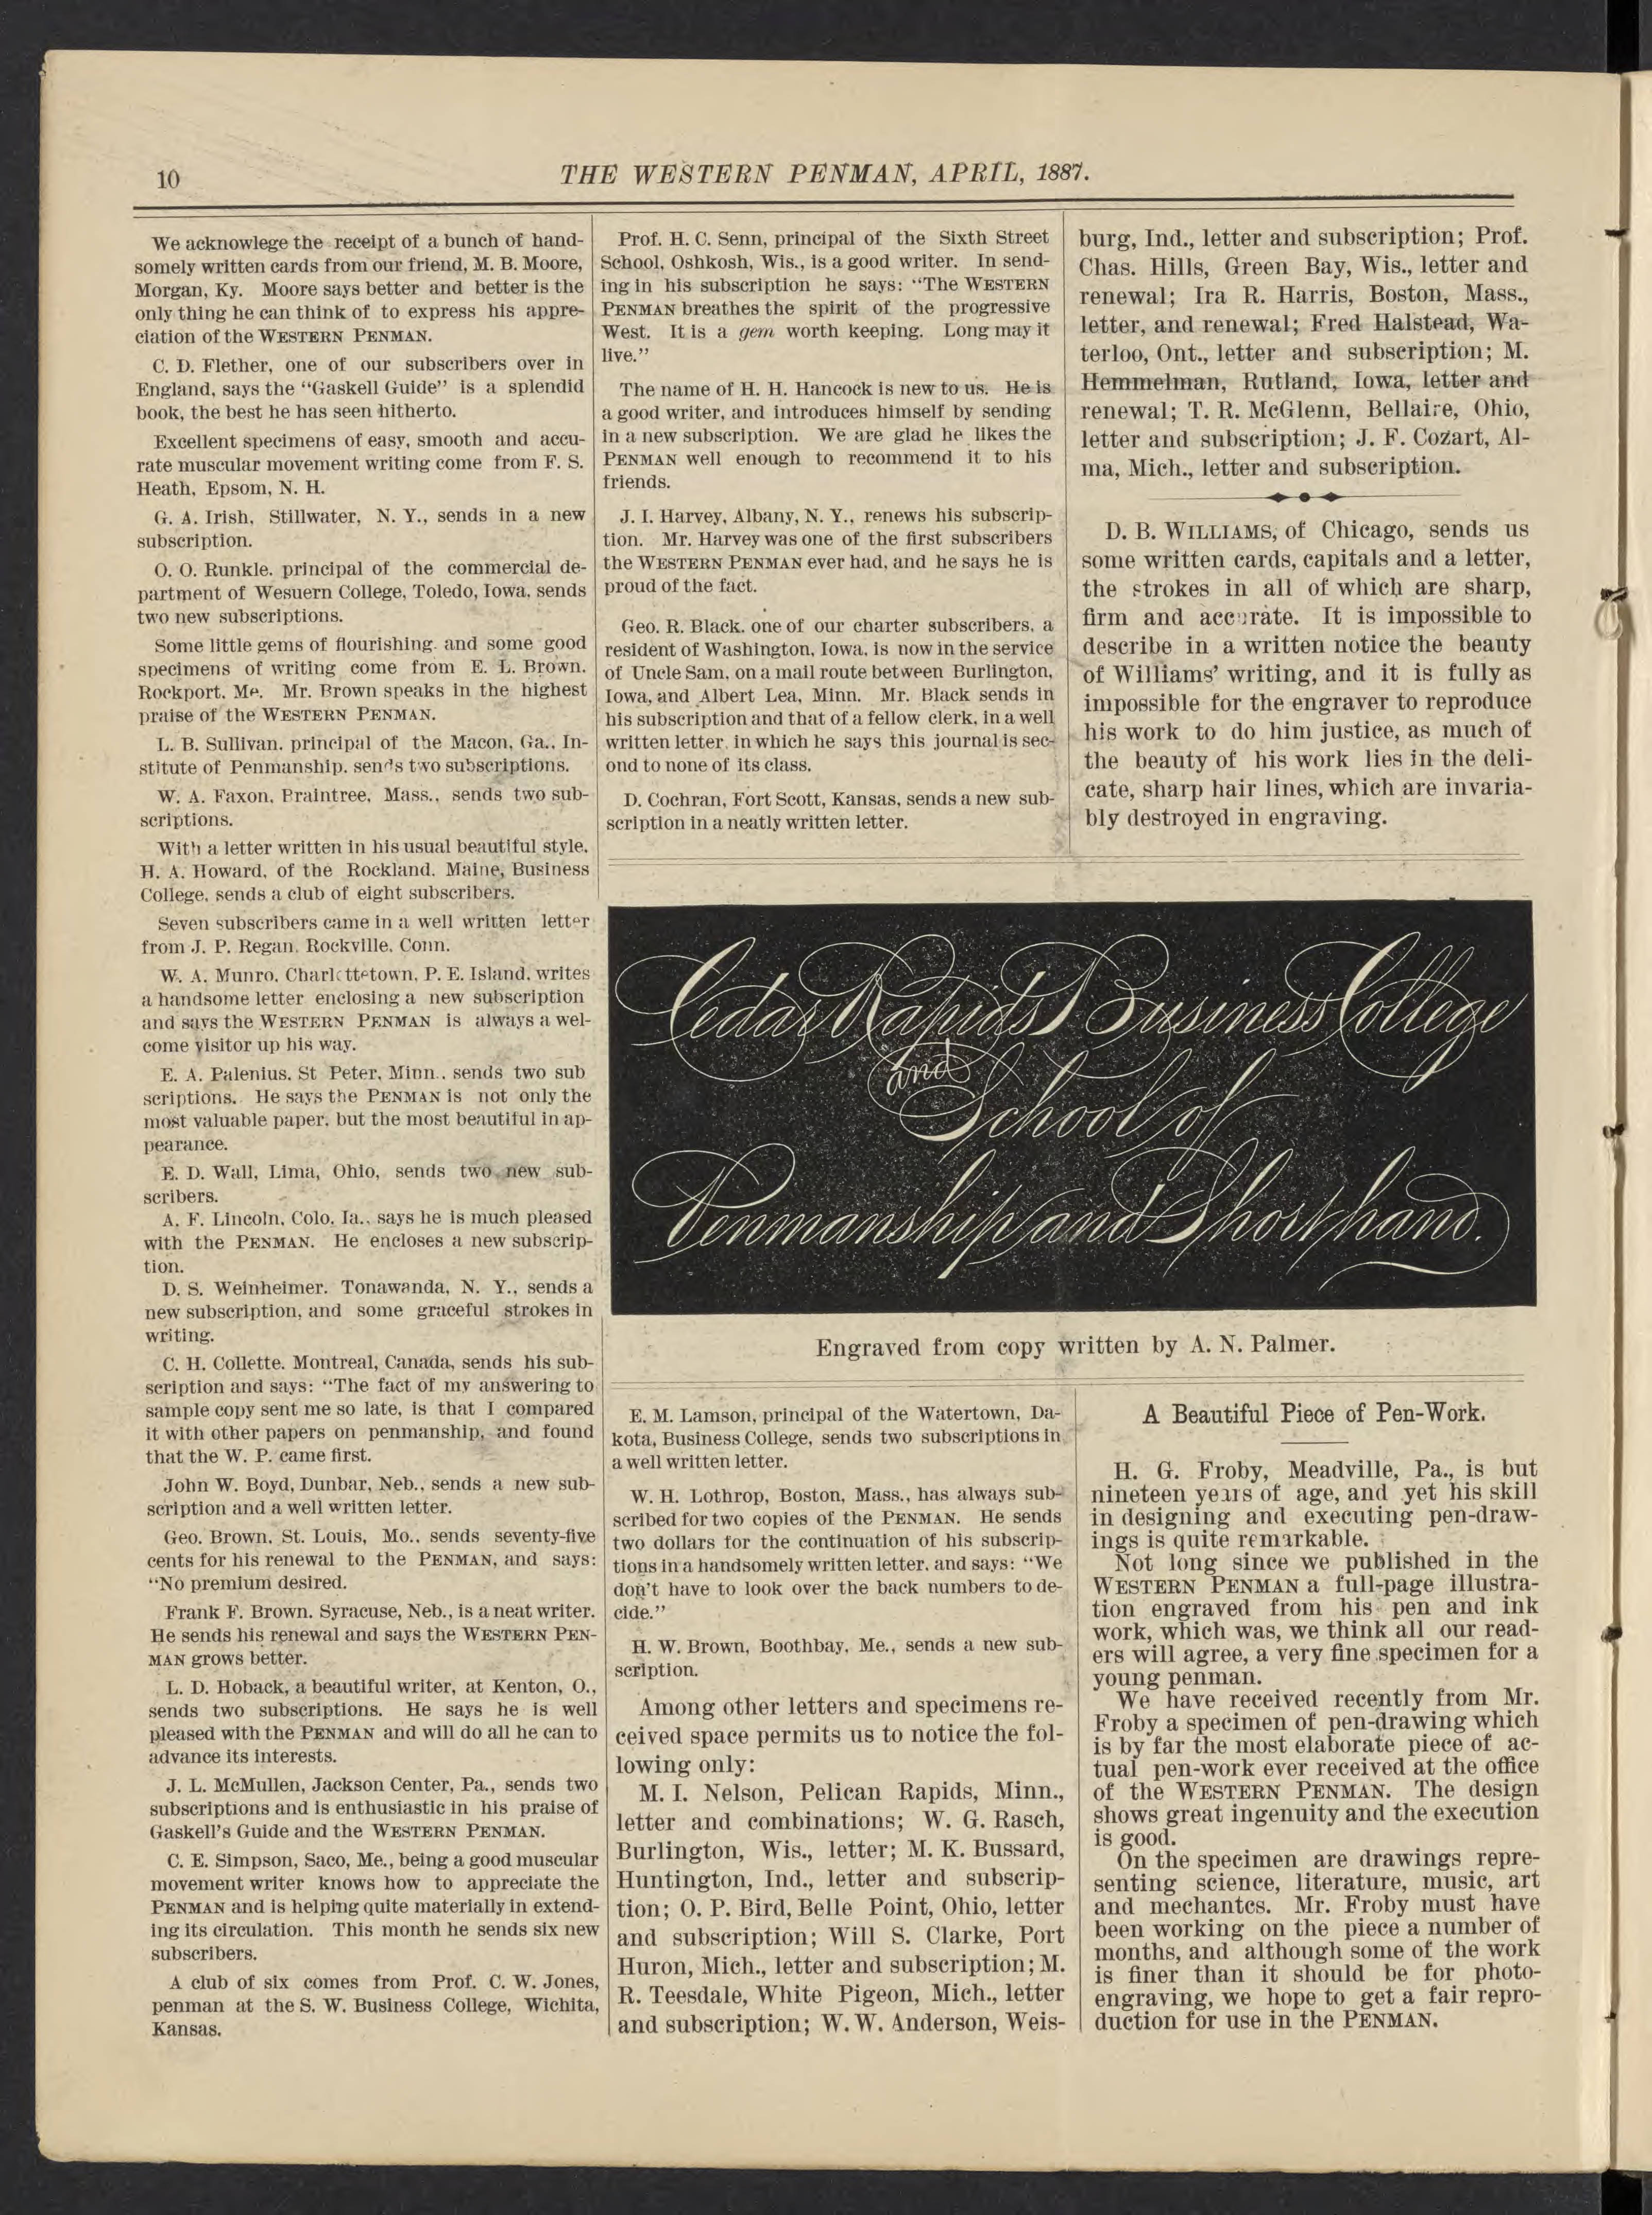 10
THE WESTERN PENMAN, APRIL, 1887.
We acknowlege the receipt of a bunch of hand-
somely written cards from our friend, M. B. Moore,
Morgan, Ky. Moore says better and better is the
only thing he can think of to express his appre-
ciation of the WESTERN PENMAN.
C. D. Flether, one of our subscribers over in
England, says the "Gaskell Guide" is a splendid
book, the best he has seen hitherto.
Excellent specimens of easy, smooth and accu-
rate muscular movement writing come from F. S.
Heath, Epsom, N. H.
G. A. Irish, Stillwater, N. Y., sends in a new
subscription.
O. O. Runkle, principal of the commercial de-
partment of Wesuern College, Toledo, Iowa, sends
two new subscriptions.
Some little gems of flourishing, and some good
specimens of writing come from E. L. Brown,
Rockport, Me. Mr. Brown speaks in the highest
praise of the WESTERN PENMAN.
L. B. Sullivan, principal of the Macon, Ga., In-
stitute of Penmanship, sends two subscriptions.
W. A. Faxon, Braintree, Mass., sends two sub-
scriptions.
With a letter written in his usual beautiful style,
H. A. Howard, of the Rockland, Maine, Business
College, sends a club of eight subscribers.
Seven subscribers came in a well written letter
from J. P. Regan, Rockville, Conn.
W. A. Munro, Charlottetown, P. E. Island, writes
a handsome letter enclosing a new subscription
and says the WESTERN PENMAN is always a wel-
come visitor up his way.
E. A. Palenius, St Peter, Minn., sends two sub
scriptions. He says the PENMAN is not only the
most valuable paper, but the most beautiful in ap-
pearance.
E. D. Wall, Lima, Ohio, sends two new sub-
scribers.
A. F. Lincoln, Colo, Ia., says he is much pleased
with the PENMAN. He encloses a new subscrip-
tion.
D. S. Weinheimer, Tonawanda, N. Y., sends a
new subscription, and some graceful strokes in
writing.
C. H. Collette, Montreal, Canada, sends his sub-
scription and says: "The fact of my answering to
sample copy sent me so late, is that I compared
it with other papers on penmanship, and found
that the W. P. came first.
John W. Boyd, Dunbar, Neb., sends a new sub-
scription and a well written letter.
Geo. Brown, St. Louis, Mo., sends seventy-five
cents for his renewal to the PENMAN, and says:
"No premium desired.
Frank F. Brown, Syracuse, Neb., is a neat writer.
He sends his renewal and says the WESTERN PEN-
MAN grows better.
L. D. Hoback, a beautiful writer, at Kenton, O.,
sends two subscriptions. He says he is well
pleased with the PENMAN and will do all he can to
advance its interests.
J. L. McMullen, Jackson Center, Pa., sends two
subscriptions and is enthusiastic in his praise of
Gaskell's Guide and the WESTERN PENMAN.
C. E. Simpson, Saco, Me., being a good muscular
movement writer knows how to appreciate the
PENMAN and is helping quite materially in extend-
ing its circulation. This month he sends six new
subscribers.
A club of six comes from Prof. C. W. Jones,
penman at the S. W. Business College, Wichita,
Kansas.
Prof. H. C. Senn, principal of the Sixth Street
School, Oshkosh, Wis., is a good writer. In send-
ing in his subscription he says: "The WESTERN
PENMAN breathes the spirit of the progressive
West. It is a gem worth keeping. Long may it
live."
The name of H. H. Hancock is new to us. He is
a good writer, and introduces himself by sending
in a new subscription. We are glad he likes the
PENMAN well enough to recommend it to his
friends.
J. I. Harvey, Albany, N. Y., renews his subscrip-
tion. Mr. Harvey was one of the first subscribers
the WESTERN PENMAN ever had, and he says he is
proud of the fact.
Geo. R. Black, one of our charter subscribers, a
resident of Washington, Iowa, is now in the service
of Uncle Sam, on a mail route between Burlington,
Iowa, and Albert Lea, Minn. Mr. Black sends in
his subscription and that of a fellow clerk, in a well
written letter, in which he says this journal is sec-
ond to none of its class.
D. Cochran, Fort Scott, Kansas, sends a new sub-
scription in a neatly written letter.
burg, Ind., letter and subscription; Prof.
Chas. Hills, Green Bay, Wis., letter and
renewal; Ira R. Harris, Boston, Mass.,
letter, and renewal; Fred Halstead, Wa-
terloo, Ont., letter and subscription; M.
Hemmelman, Rutland, Iowa, letter and
renewal; T. R. McGlenn, Bellaire, Ohio,
letter and subscription; J. F. Cozart, Al-
ma, Mich., letter and subscription.
D. B. WILLIAMS, of Chicago, sends us
some written cards, capitals and a letter,
the strokes in all of which are sharp,
firm and accurate. It is impossible to
describe in a written notice the beauty
of Williams' writing, and it is fully as
impossible for the engraver to reproduce
his work to do him justice, as much of
the beauty of his work lies in the deli-
cate, sharp hair lines, which are invaria-
bly destroyed in engraving.
Cedar Rapids Business College
and
School of
Penmanship and Shorthand.
Engraved from copy written by A. N. Palmer.
E. M. Lamson, principal of the Watertown, Da-
kota, Business College, sends two subscriptions in
a well written letter.
W. H. Lothrop, Boston, Mass., has always sub-
scribed for two copies of the PENMAN. He sends
two dollars for the continuation of his subscrip-
tions in a handsomely written letter, and says: "We
don't have to look over the back numbers to de-
cide."
H. W. Brown, Boothbay, Me., sends a new sub-
scription.
Among other letters and specimens re-
ceived space permits us to notice the fol-
lowing only:
M. I. Nelson, Pelican Rapids, Minn.,
letter and combinations; W. G. Rasch,
Burlington, Wis., letter; M. K. Bussard,
Huntington, Ind., letter and subscrip-
tion; O. P. Bird, Belle Point, Ohio, letter
and subscription; Will S. Clarke, Port
Huron, Mich., letter and subscription; M.
R. Teesdale, White Pigeon, Mich., letter
and subscription; W. W. Anderson, Weis-
A Beautiful Piece of Pen-Work.
H. G. Froby, Meadville, Pa., is but
nineteen years of age, and yet his skill
in designing and executing pen-draw-
ings is quite remarkable.
Not long since we published in the
WESTERN PENMAN a full-page illustra-
tion engraved from his pen and ink
work, which was, we think all our read-
ers will agree, a very fine specimen for a
young penman.
We have received recently from Mr.
Froby a specimen of pen-drawing which
is by far the most elaborate piece of ac-
tual pen-work ever received at the office
of the WESTERN PENMAN. The design
shows great ingenuity and the execution
is good.
On the specimen are drawings repre-
senting science, literature, music, art
and mechantcs. Mr. Froby must have
been working on the piece a number of
months, and although some of the work
is finer than it should be for photo-
engraving, we hope to get a fair repro-
duction for use in the PENMAN.